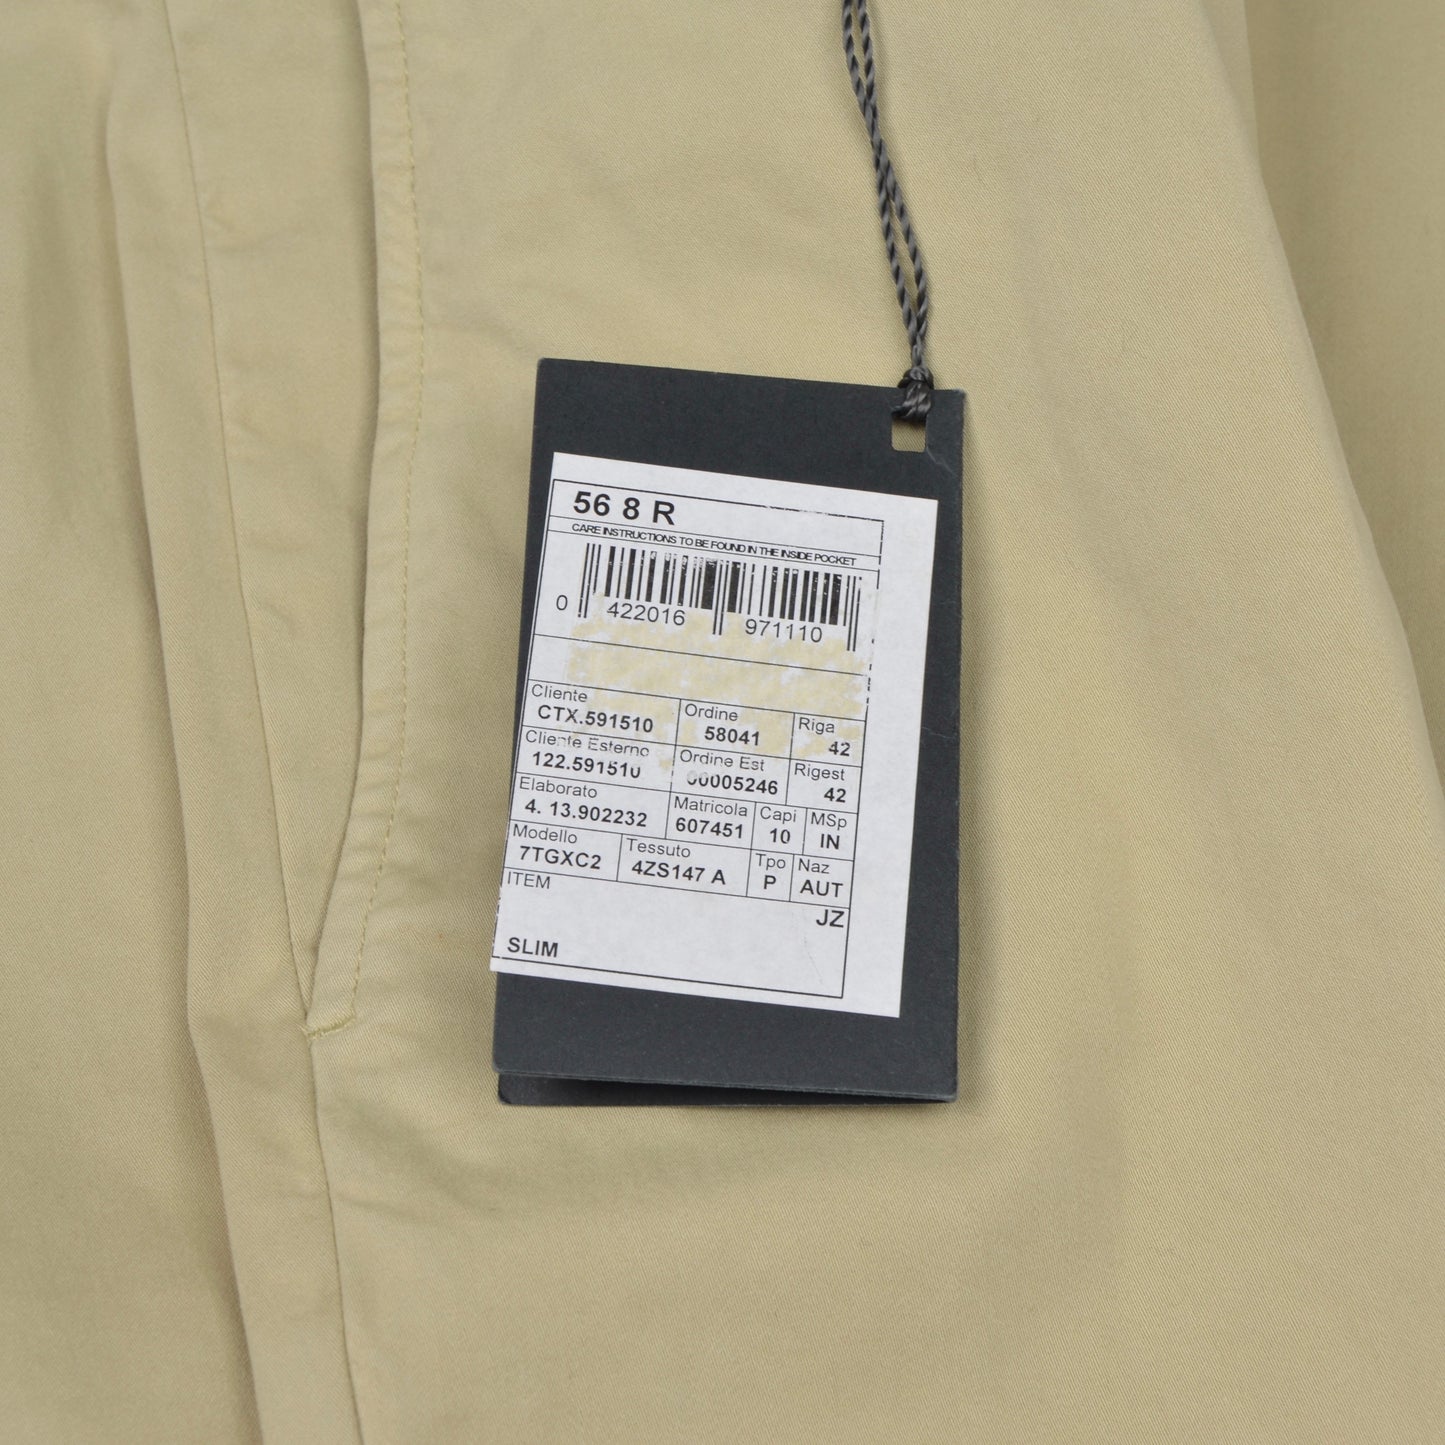 56 8 R
CARE INSTRUCTIONS TO BE FOUND IN THE INSIDE POCKET
0 422016 971110
Cliente Ordine Riga
CTX.591510 58041 42
Cliente Esterno Ordine Est Rigest
122.591510 00005246 42
Elaborato Matricola Capi MSp
4. 13.902232 607451 10 IN
Modello Tessuto Tpo Naz
7TGXC2 4ZS147 A P AUT
ITEM
JZ
SLIM